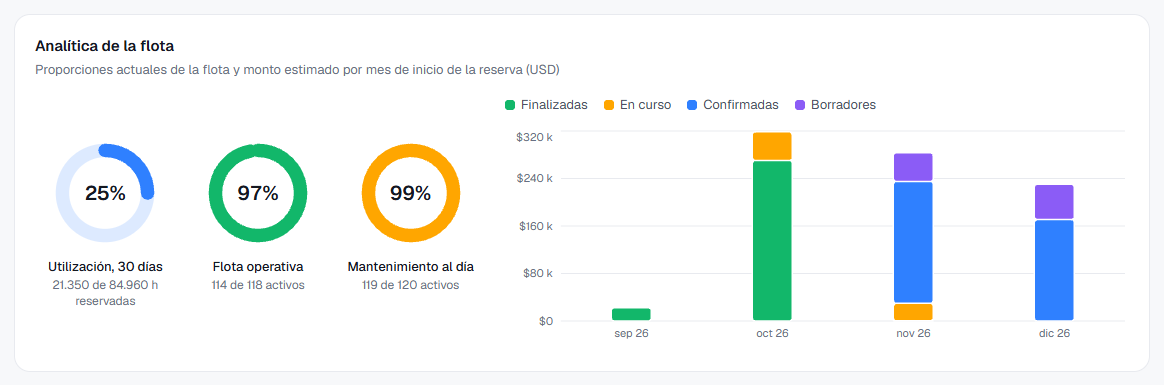 Analítica de la flota
Proporciones actuales de la flota y monto estimado por mes de inicio de la reserva (USD)
25%
Utilización, 30 días
21.350 de 84.960 h
reservadas
97%
Flota operativa
114 de 118 activos
99%
Mantenimiento al día
119 de 120 activos
Finalizadas
En curso
Confirmadas
Borradores
$320 k
$240 k
$160 k
$80 k
$0
sep 26
oct 26
nov 26
dic 26